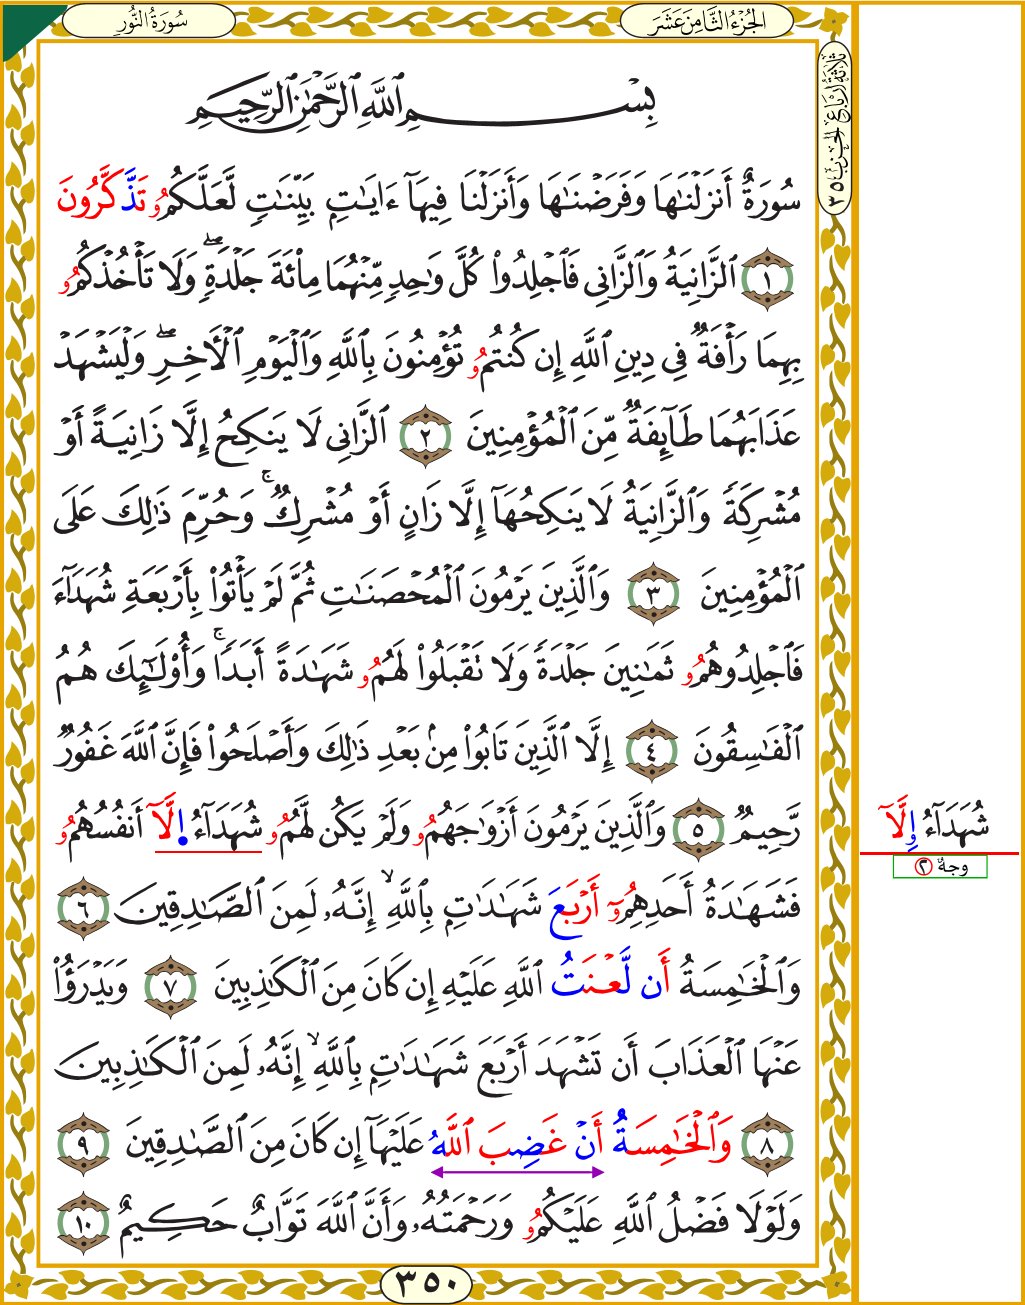 الجُزْءُ الثَّامِنَ عَشَرَ
سُورَةُ النُّورِ
ثَلَاثَةُ أَرْبَاعِ الحِزْبِ ٣٥
بِسْمِ ٱللَّهِ ٱلرَّحْمَٰنِ ٱلرَّحِيمِ
سُورَةٌ أَنزَلْنَٰهَا وَفَرَضْنَٰهَا وَأَنزَلْنَا فِيهَآ ءَايَٰتِۭ بَيِّنَٰتٍ لَّعَلَّكُمُۥ تَذَّكَّرُونَ
١ ٱلزَّانِيَةُ وَٱلزَّانِى فَٱجْلِدُوا۟ كُلَّ وَٰحِدٍ مِّنْهُمَا مِا۟ئَةَ جَلْدَةٍ ۖ وَلَا تَأْخُذْكُمُۥ
بِهِمَا رَأْفَةٌ فِى دِينِ ٱللَّهِ إِن كُنتُمُۥ تُؤْمِنُونَ بِٱللَّهِ وَٱلْيَوْمِ ٱلْأَخِرِ ۖ وَلْيَشْهَدْ
عَذَابَهُمَا طَآئِفَةٌ مِّنَ ٱلْمُؤْمِنِينَ ٢ ٱلزَّانِى لَا يَنكِحُ إِلَّا زَانِيَةً أَوْ
مُشْرِكَةً وَٱلزَّانِيَةُ لَا يَنكِحُهَآ إِلَّا زَانٍ أَوْ مُشْرِكٌ ۚ وَحُرِّمَ ذَٰلِكَ عَلَى
ٱلْمُؤْمِنِينَ ٣ وَٱلَّذِينَ يَرْمُونَ ٱلْمُحْصَنَٰتِ ثُمَّ لَمْ يَأْتُوا۟ بِأَرْبَعَةِ شُهَدَآءَ
فَٱجْلِدُوهُمُۥ ثَمَٰنِينَ جَلْدَةً وَلَا تَقْبَلُوا۟ لَهُمُۥ شَهَٰدَةً أَبَدًا ۚ وَأُو۟لَٰٓئِكَ هُمُ
ٱلْفَٰسِقُونَ ٤ إِلَّا ٱلَّذِينَ تَابُوا۟ مِنۢ بَعْدِ ذَٰلِكَ وَأَصْلَحُوا۟ فَإِنَّ ٱللَّهَ غَفُورٌ
رَّحِيمٌ ٥ وَٱلَّذِينَ يَرْمُونَ أَزْوَٰجَهُمُۥ وَلَمْ يَكُن لَّهُمُۥ شُهَدَآءُ اِلَّآ أَنفُسُهُمُۥ
شُهَدَآءُ وِلَّآ
وجهٌ ٢
فَشَهَٰدَةُ أَحَدِهِمُۥٓ أَرْبَعَ شَهَٰدَٰتِۭ بِٱللَّهِ ۙ إِنَّهُۥ لَمِنَ ٱلصَّٰدِقِينَ ٦
وَٱلْخَٰمِسَةُ أَن لَّعْنَتُ ٱللَّهِ عَلَيْهِ إِن كَانَ مِنَ ٱلْكَٰذِبِينَ ٧ وَيَدْرَؤُا۟
عَنْهَا ٱلْعَذَابَ أَن تَشْهَدَ أَرْبَعَ شَهَٰدَٰتِۭ بِٱللَّهِ ۙ إِنَّهُۥ لَمِنَ ٱلْكَٰذِبِينَ
٨ وَٱلْخَٰمِسَةُ أَنْ غَضِبَ ٱللَّهُ عَلَيْهَآ إِن كَانَ مِنَ ٱلصَّٰدِقِينَ ٩
وَلَوْلَا فَضْلُ ٱللَّهِ عَلَيْكُمُۥ وَرَحْمَتُهُۥ وَأَنَّ ٱللَّهَ تَوَّابٌ حَكِيمٌ ١٠
٣٥٠